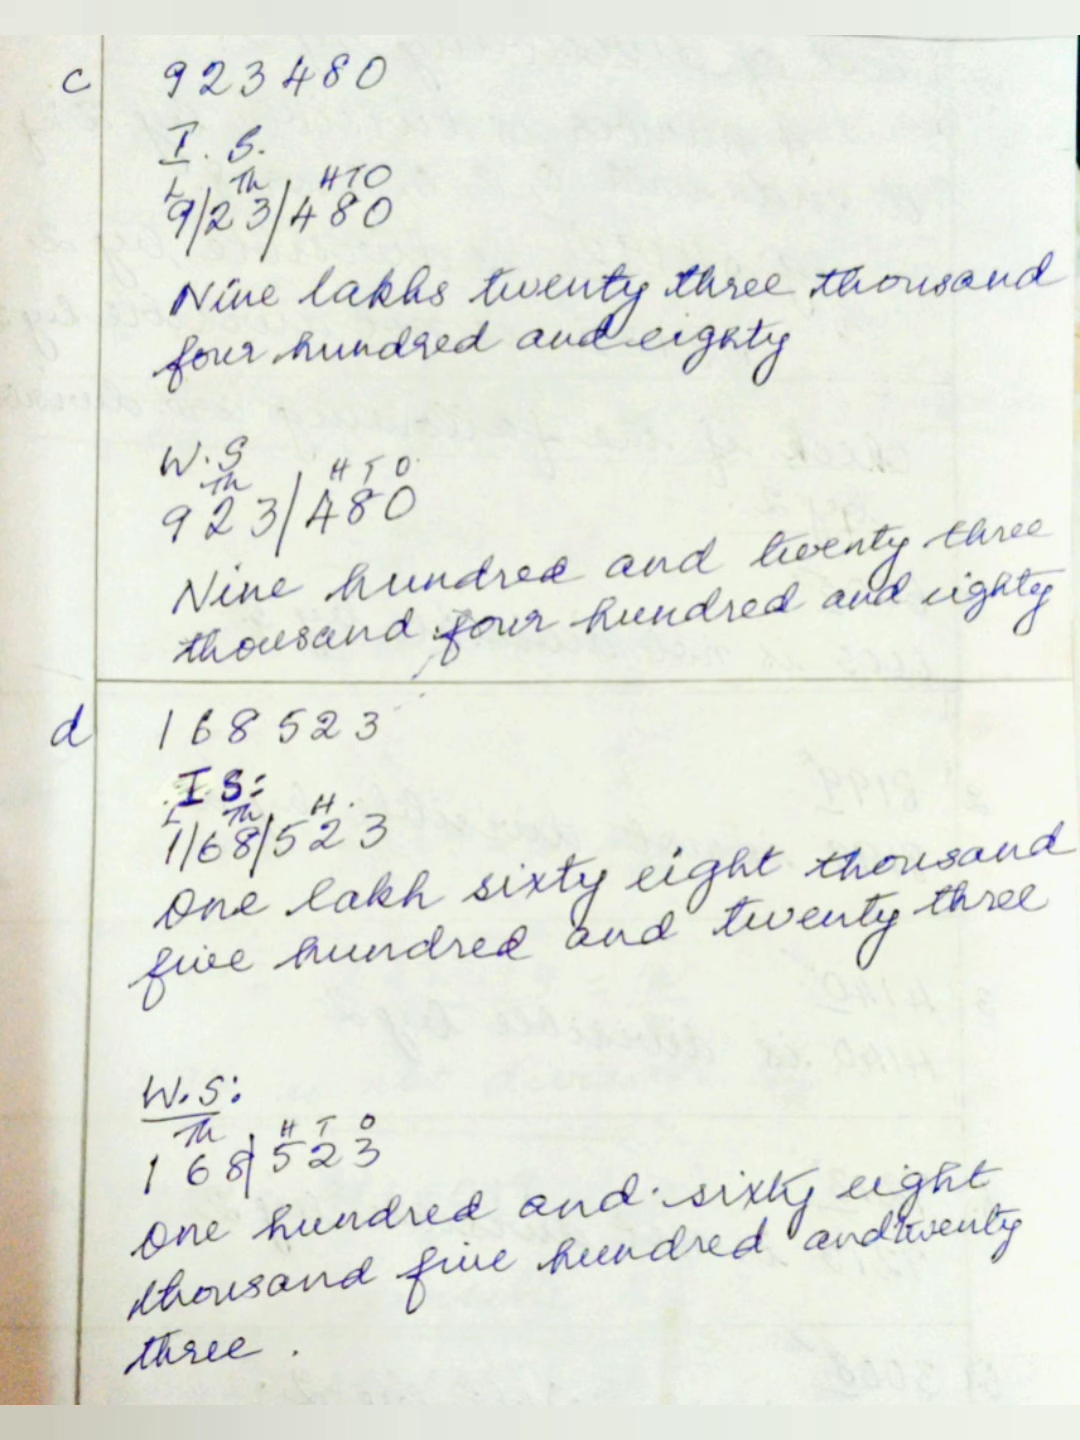 c 923480
I. S.
L Th HTO
9/23/480
Nine lakhs twenty three thousand
four hundred and eighty
W.S
Th H T O
923/480
Nine hundred and twenty three
thousand four hundred and eighty
d 168523
I S:
L Th H.
1/68/523
One lakh sixty eight thousand
five hundred and twenty three
W.S:
Th H T O
168/523
One hundred and sixty eight
thousand five hundred and twenty
three.